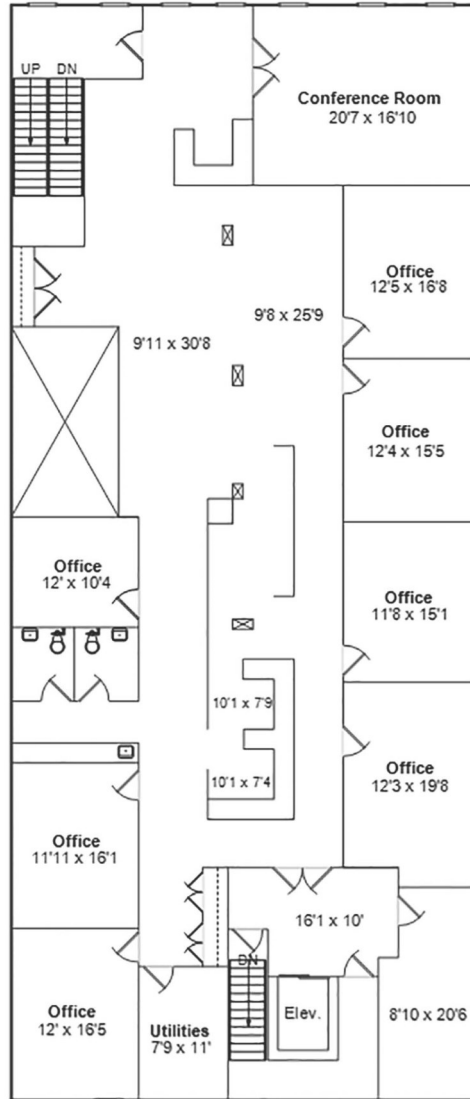 UP DN
Conference Room
20'7 x 16'10
Office
12'5 x 16'8
9'8 x 25'9
9'11 x 30'8
Office
12'4 x 15'5
Office
12' x 10'4
Office
11'8 x 15'1
10'1 x 7'9
Office
12'3 x 19'8
10'1 x 7'4
Office
11'11 x 16'1
16'1 x 10'
DN
Office
12' x 16'5
Utilities
7'9 x 11'
Elev.
8'10 x 20'6